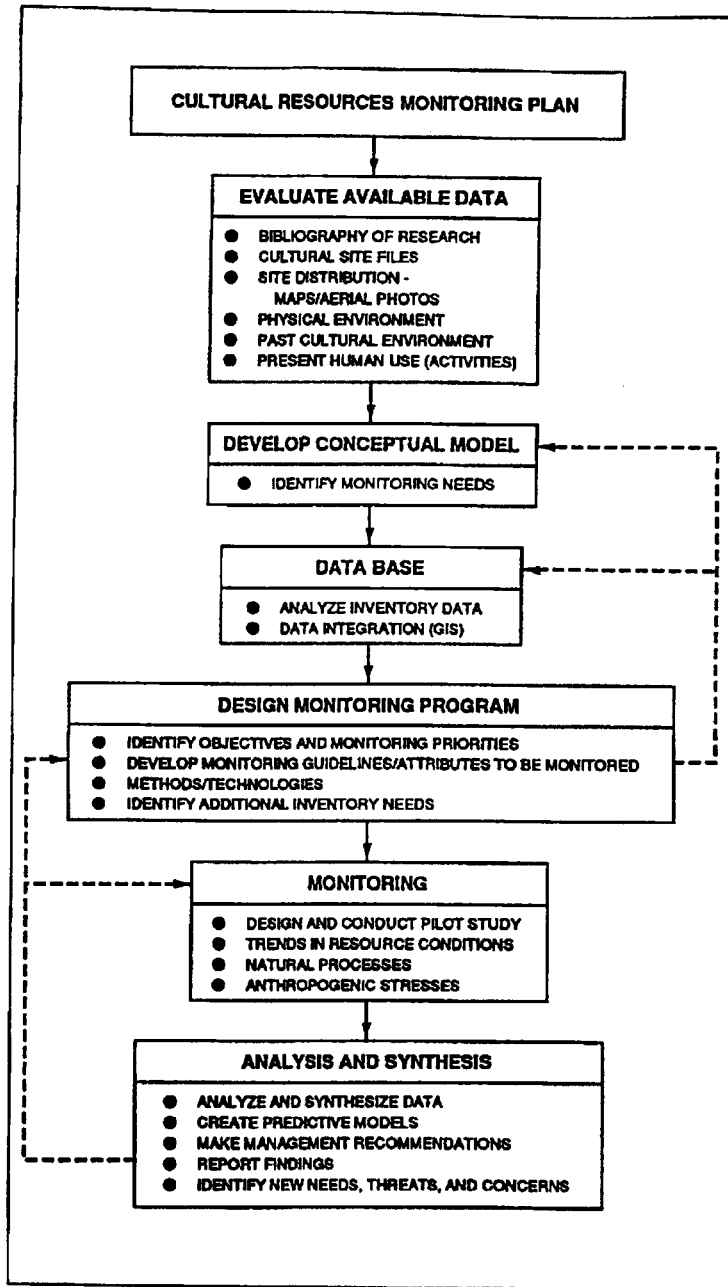 CULTURAL RESOURCES MONITORING PLAN
EVALUATE AVAILABLE DATA
● BIBLIOGRAPHY OF RESEARCH
● CULTURAL SITE FILES
● SITE DISTRIBUTION -
MAPS/AERIAL PHOTOS
● PHYSICAL ENVIRONMENT
● PAST CULTURAL ENVIRONMENT
● PRESENT HUMAN USE (ACTIVITIES)
DEVELOP CONCEPTUAL MODEL
● IDENTIFY MONITORING NEEDS
DATA BASE
● ANALYZE INVENTORY DATA
● DATA INTEGRATION (GIS)
DESIGN MONITORING PROGRAM
● IDENTIFY OBJECTIVES AND MONITORING PRIORITIES
● DEVELOP MONITORING GUIDELINES/ATTRIBUTES TO BE MONITORED
● METHODS/TECHNOLOGIES
● IDENTIFY ADDITIONAL INVENTORY NEEDS
MONITORING
● DESIGN AND CONDUCT PILOT STUDY
● TRENDS IN RESOURCE CONDITIONS
● NATURAL PROCESSES
● ANTHROPOGENIC STRESSES
ANALYSIS AND SYNTHESIS
● ANALYZE AND SYNTHESIZE DATA
● CREATE PREDICTIVE MODELS
● MAKE MANAGEMENT RECOMMENDATIONS
● REPORT FINDINGS
● IDENTIFY NEW NEEDS, THREATS, AND CONCERNS